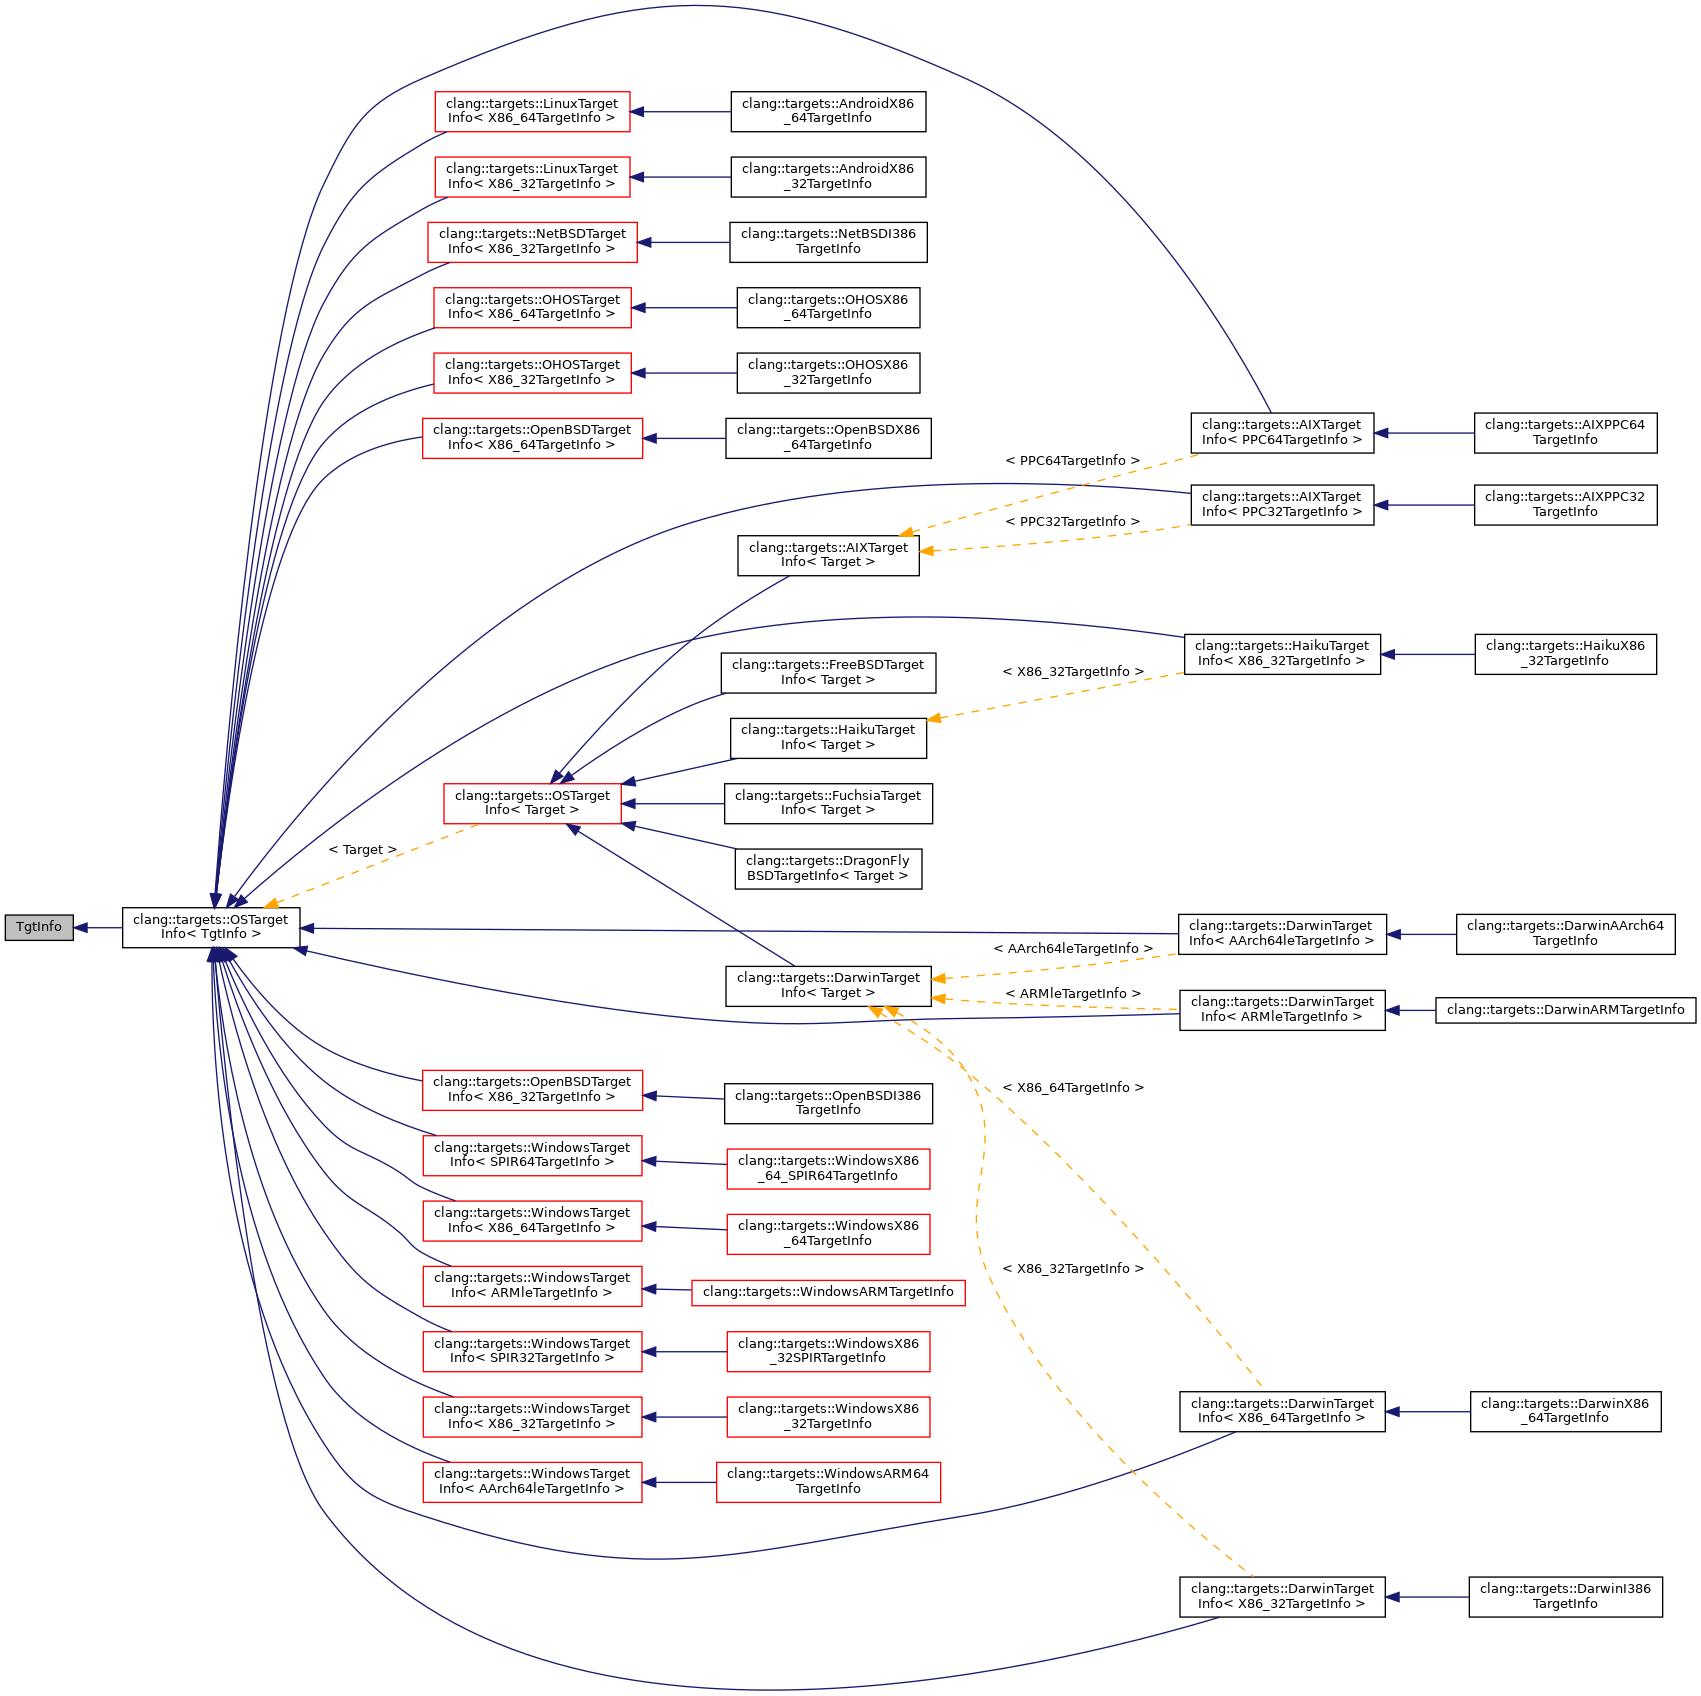 clang::targets::LinuxTarget
Info< X86_64TargetInfo >
clang::targets::AndroidX86
_64TargetInfo
clang::targets::LinuxTarget
Info< X86_32TargetInfo >
clang::targets::AndroidX86
_32TargetInfo
clang::targets::NetBSDTarget
Info< X86_32TargetInfo >
clang::targets::NetBSDI386
TargetInfo
clang::targets::OHOSTarget
Info< X86_64TargetInfo >
clang::targets::OHOSX86
_64TargetInfo
clang::targets::OHOSTarget
Info< X86_32TargetInfo >
clang::targets::OHOSX86
_32TargetInfo
clang::targets::OpenBSDTarget
Info< X86_64TargetInfo >
clang::targets::OpenBSDX86
_64TargetInfo
clang::targets::AIXTarget
Info< PPC64TargetInfo >
clang::targets::AIXPPC64
TargetInfo
< PPC64TargetInfo >
clang::targets::AIXTarget
Info< PPC32TargetInfo >
clang::targets::AIXPPC32
TargetInfo
< PPC32TargetInfo >
clang::targets::AIXTarget
Info< Target >
clang::targets::HaikuTarget
Info< X86_32TargetInfo >
clang::targets::HaikuX86
_32TargetInfo
clang::targets::FreeBSDTarget
Info< Target >
< X86_32TargetInfo >
clang::targets::HaikuTarget
Info< Target >
clang::targets::OSTarget
Info< Target >
clang::targets::FuchsiaTarget
Info< Target >
< Target >
clang::targets::DragonFly
BSDTargetInfo< Target >
TgtInfo
clang::targets::OSTarget
Info< TgtInfo >
clang::targets::DarwinTarget
Info< AArch64leTargetInfo >
clang::targets::DarwinAArch64
TargetInfo
< AArch64leTargetInfo >
clang::targets::DarwinTarget
Info< Target >
< ARMleTargetInfo >
clang::targets::DarwinTarget
Info< ARMleTargetInfo >
clang::targets::DarwinARMTargetInfo
clang::targets::OpenBSDTarget
Info< X86_32TargetInfo >
clang::targets::OpenBSDI386
TargetInfo
< X86_64TargetInfo >
clang::targets::WindowsTarget
Info< SPIR64TargetInfo >
clang::targets::WindowsX86
_64_SPIR64TargetInfo
clang::targets::WindowsTarget
Info< X86_64TargetInfo >
clang::targets::WindowsX86
_64TargetInfo
< X86_32TargetInfo >
clang::targets::WindowsTarget
Info< ARMleTargetInfo >
clang::targets::WindowsARMTargetInfo
clang::targets::WindowsTarget
Info< SPIR32TargetInfo >
clang::targets::WindowsX86
_32SPIRTargetInfo
clang::targets::WindowsTarget
Info< X86_32TargetInfo >
clang::targets::WindowsX86
_32TargetInfo
clang::targets::DarwinTarget
Info< X86_64TargetInfo >
clang::targets::DarwinX86
_64TargetInfo
clang::targets::WindowsTarget
Info< AArch64leTargetInfo >
clang::targets::WindowsARM64
TargetInfo
clang::targets::DarwinTarget
Info< X86_32TargetInfo >
clang::targets::DarwinI386
TargetInfo